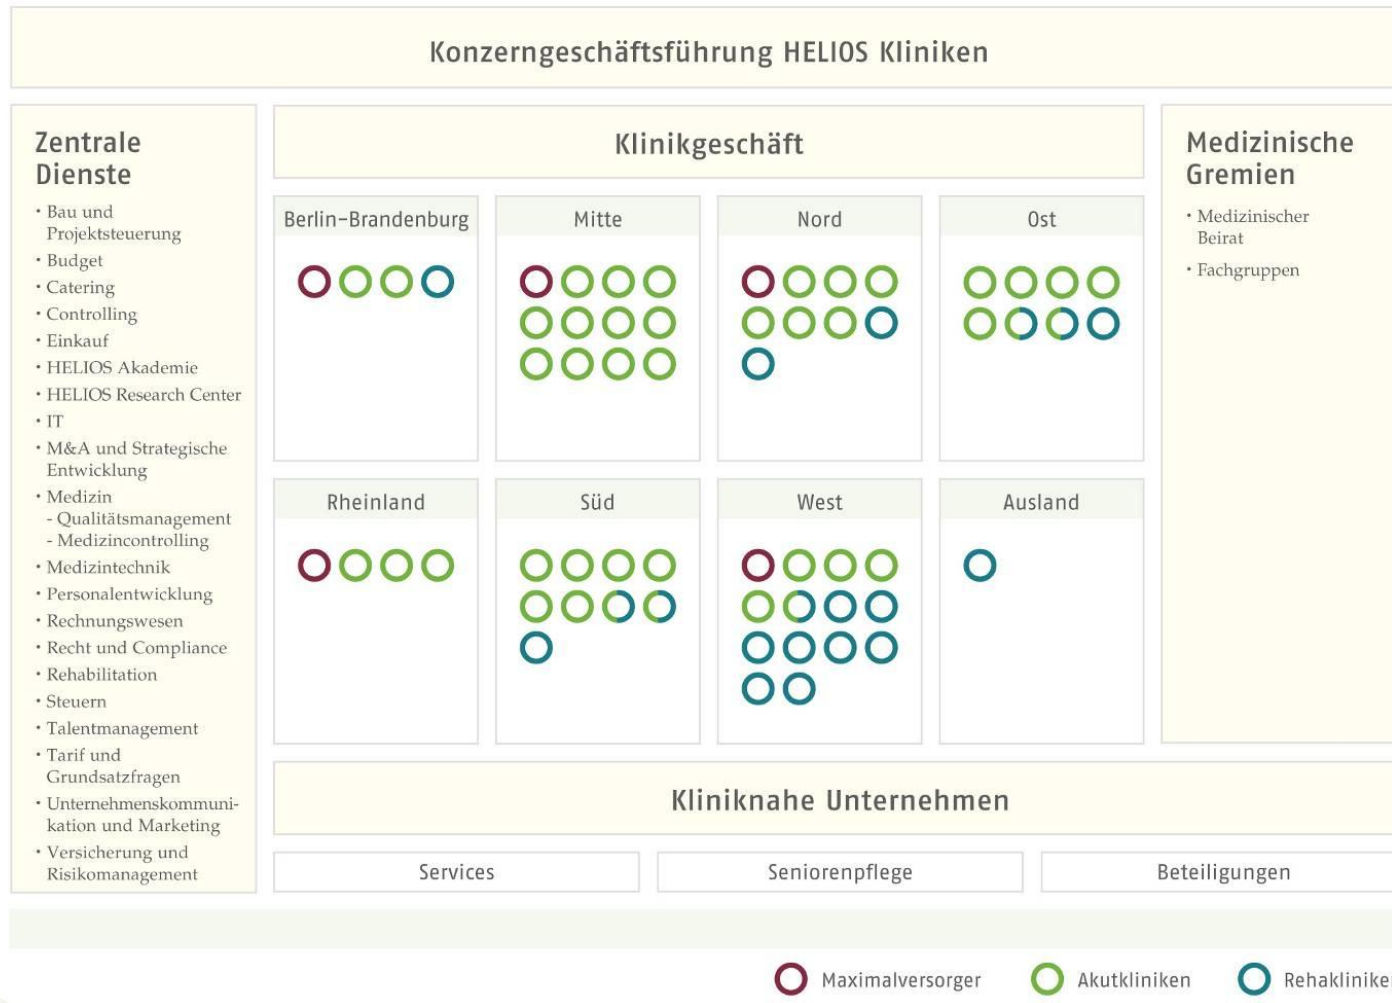 Konzerngeschäftsführung HELIOS Kliniken
Zentrale
Dienste
• Bau und
Projektsteuerung
• Budget
• Catering
• Controlling
• Einkauf
• HELIOS Akademie
• HELIOS Research Center
• IT
• M&A und Strategische
Entwicklung
• Medizin
- Qualitätsmanagement
- Medizincontrolling
• Medizintechnik
• Personalentwicklung
• Rechnungswesen
• Recht und Compliance
• Rehabilitation
• Steuern
• Talentmanagement
• Tarif und
Grundsatzfragen
• Unternehmenskommuni-
kation und Marketing
• Versicherung und
Risikomanagement
Klinikgeschäft
Berlin-Brandenburg
Mitte
Nord
Ost
Rheinland
Süd
West
Ausland
Medizinische
Gremien
• Medizinischer
Beirat
• Fachgruppen
Kliniknahe Unternehmen
Services
Seniorenpflege
Beteiligungen
Maximalversorger
Akutkliniken